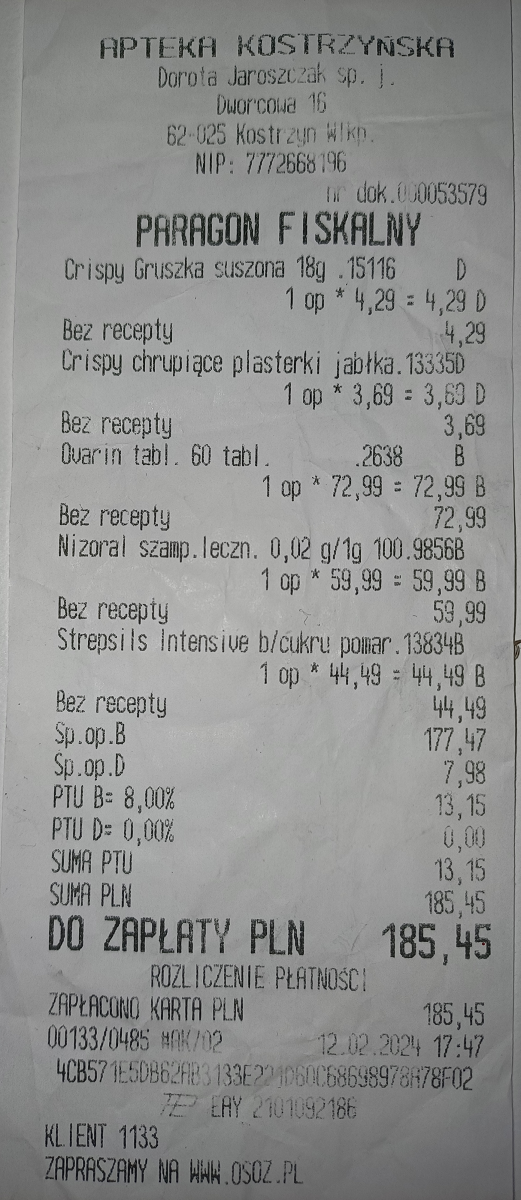 APTEKA KOSTRZYŃSKA
Dorota Jaroszczak sp. j.
Dworcowa 16
62-025 Kostrzyn Wlkp.
NIP: 7772668196
nr dok.000053579
PARAGON FISKALNY
Crispy Gruszka suszona 18g .15116 D
1 op * 4,29 = 4,29 D
Bez recepty 4,29
Crispy chrupiące plasterki jabłka.13335D
1 op * 3,69 = 3,69 D
Bez recepty 3,69
Ovarin tabl. 60 tabl. .2638 B
1 op * 72,99 = 72,99 B
Bez recepty 72,99
Nizoral szamp.leczn. 0,02 g/1g 100.9856B
1 op * 59,99 = 59,99 B
Bez recepty 59,99
Strepsils Intensive b/cukru pomar.13834B
1 op * 44,49 = 44,49 B
Bez recepty 44,49
Sp.op.B 177,47
Sp.op.D 7,98
PTU B= 8,00% 13,15
PTU D= 0,00% 0,00
SUMA PTU 13,15
SUMA PLN 185,45
DO ZAPŁATY PLN 185,45
ROZLICZENIE PŁATNOŚCI
ZAPŁACONO KARTA PLN 185,45
00133/0485 #AK/02 12.02.2024 17:47
EAY 2101092186
KLIENT 1133
ZAPRASZAMY NA WWW.OSOZ.PL